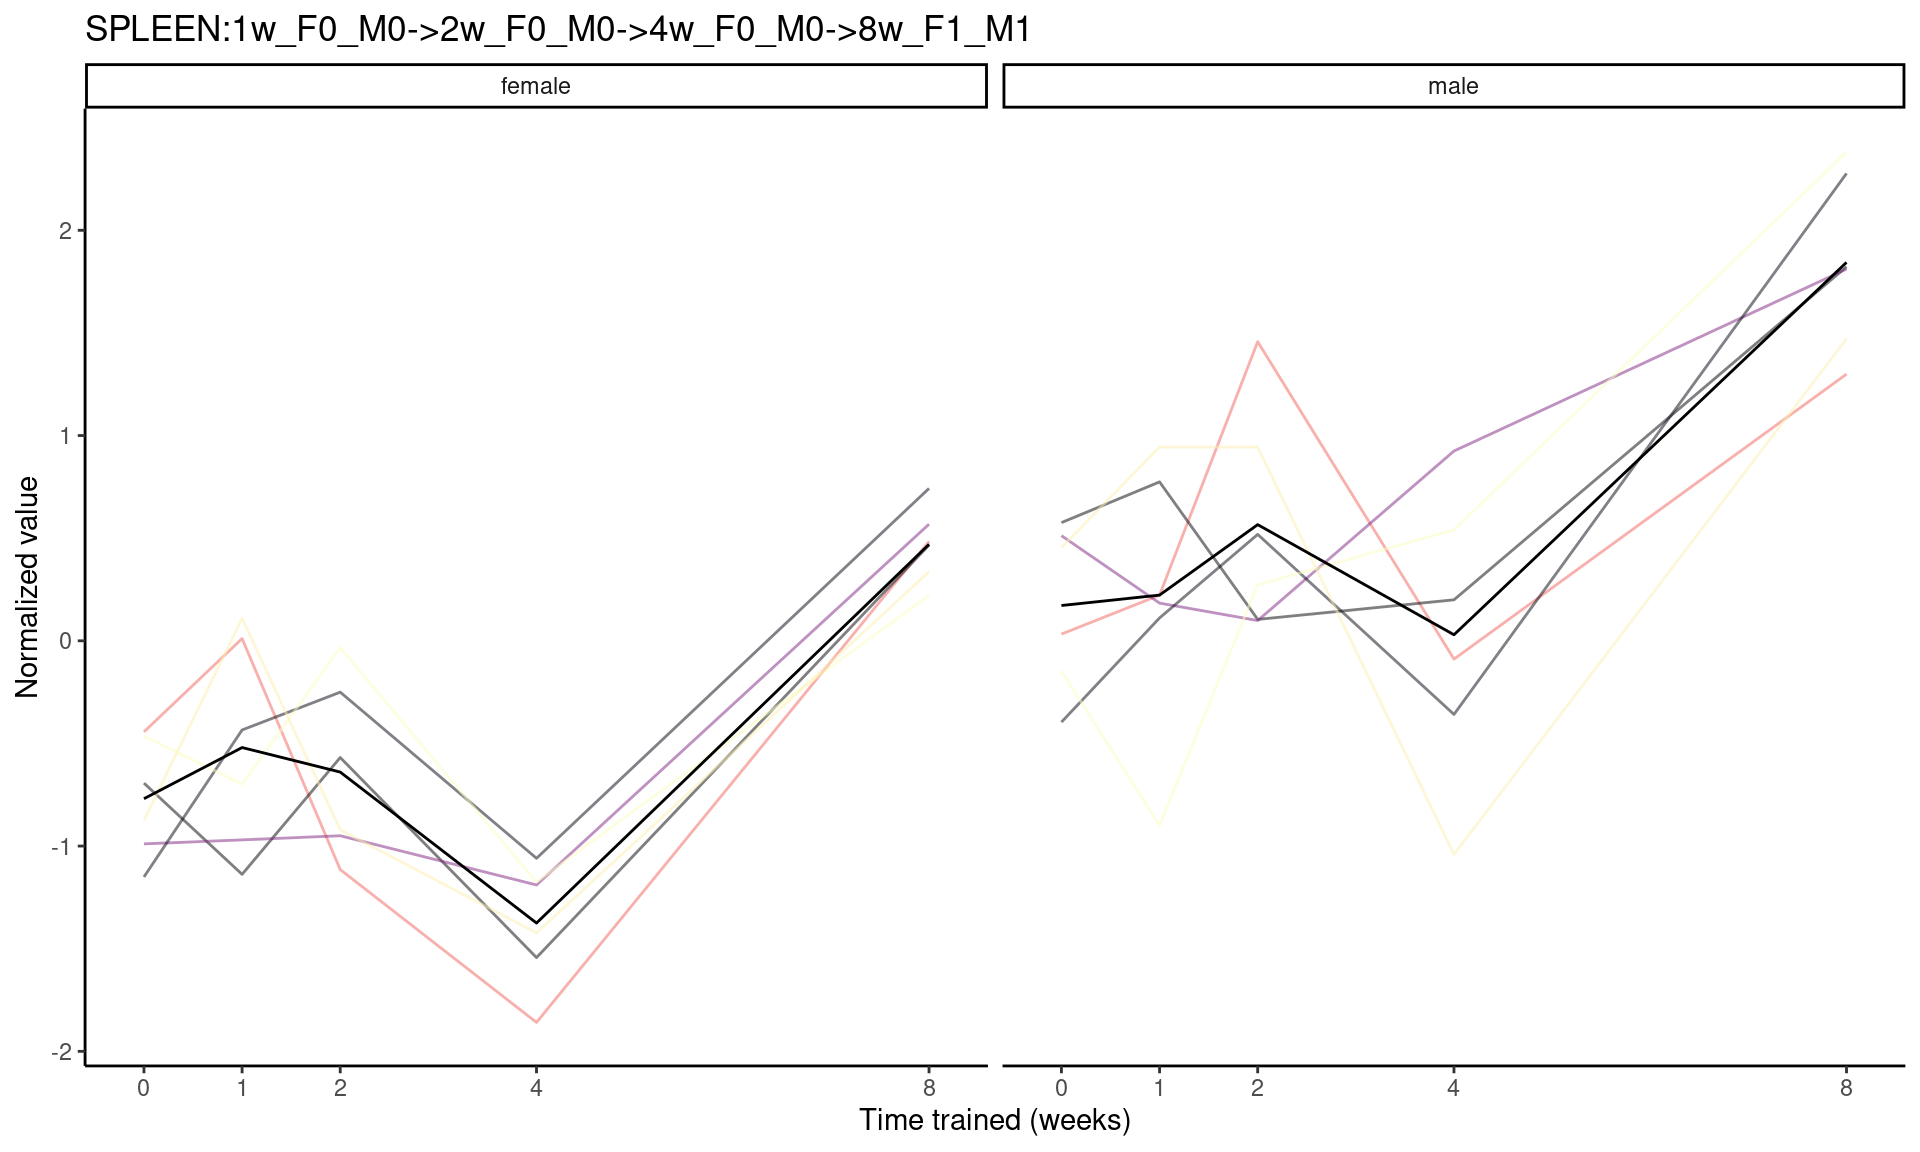 SPLEEN:1w_F0_M0->2w_F0_M0->4w_F0_M0->8w_F1_M1
female
male
Normalized value
2
1
0
-1
-2
0 1 2 4 8
0 1 2 4 8
Time trained (weeks)